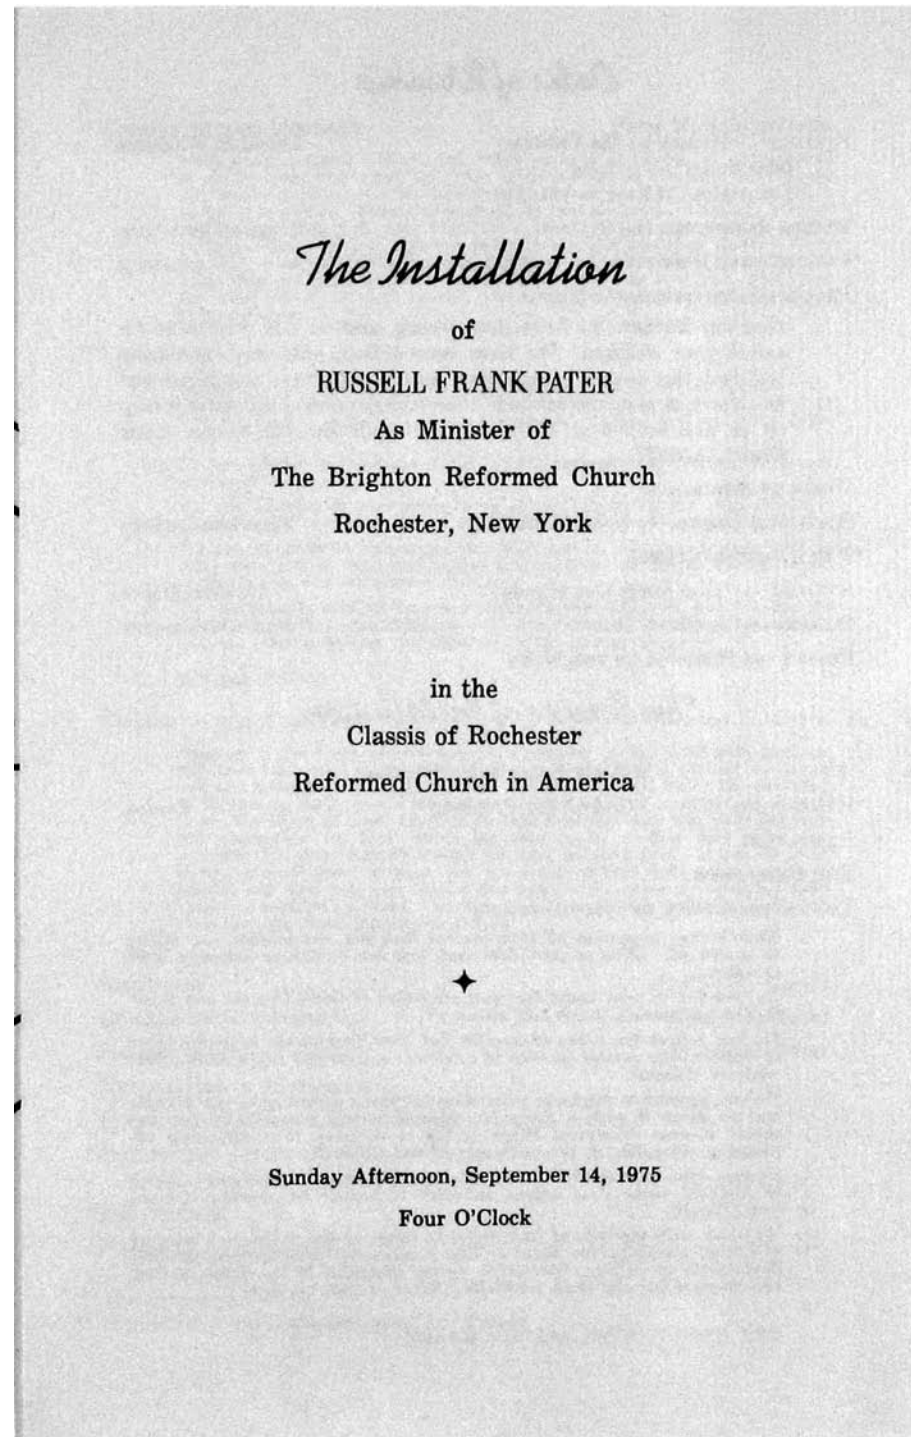 The Installation
of
RUSSELL FRANK PATER
As Minister of
The Brighton Reformed Church
Rochester, New York
in the
Classis of Rochester
Reformed Church in America
Sunday Afternoon, September 14, 1975
Four O'Clock